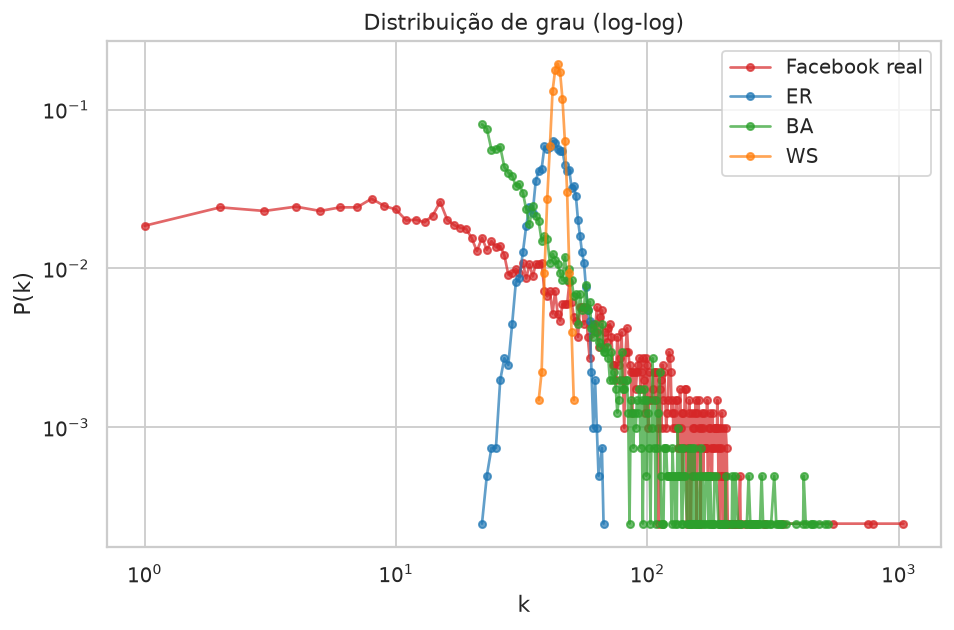 Distribuição de grau (log-log)
Facebook real
ER
BA
WS
P(k)
10⁻¹
10⁻²
10⁻³
10⁰ 10¹ 10² 10³
k